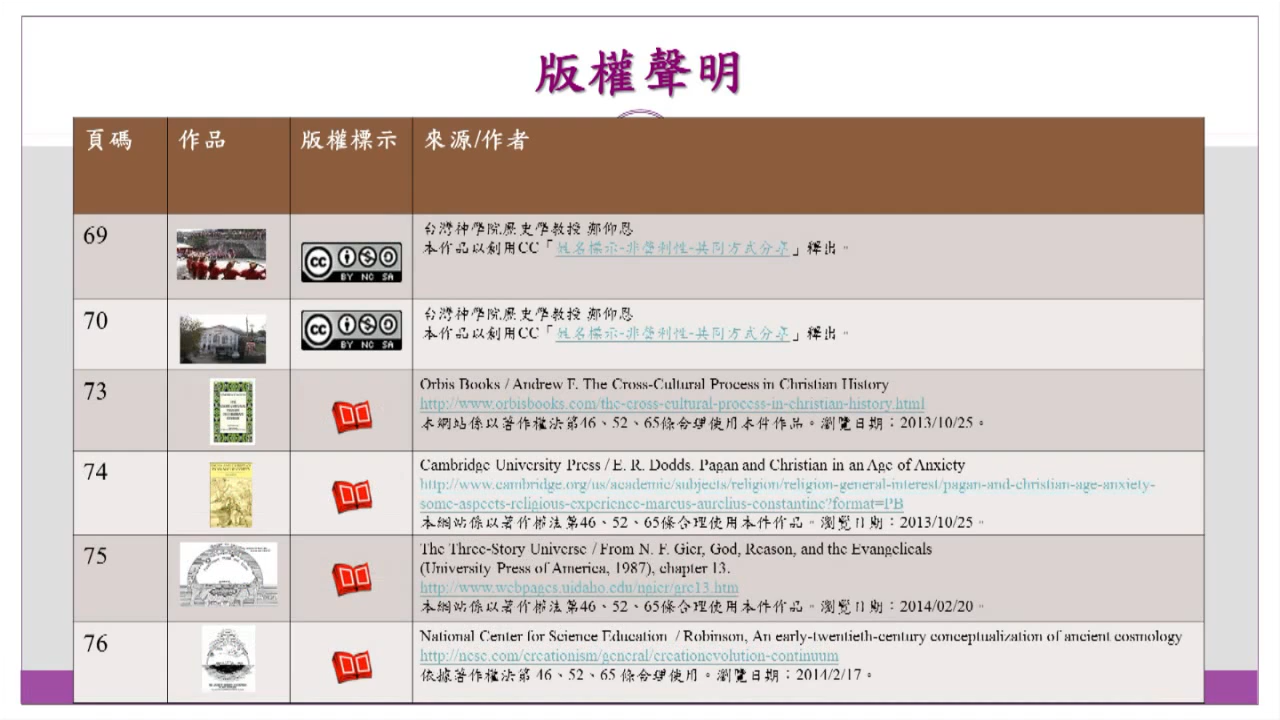 版權聲明
頁碼 作品 版權標示 來源/作者
69
台灣神學院歷史學教授 鄭仰恩
本作品以創用CC「姓名標示-非營利性-共同方式分享」釋出。
cc BY NC SA
70
台灣神學院歷史學教授 鄭仰恩
本作品以創用CC「姓名標示-非營利性-共同方式分享」釋出。
cc BY NC SA
73
Orbis Books / Andrew F. The Cross-Cultural Process in Christian History
http://www.orbisbooks.com/the-cross-cultural-process-in-christian-history.html
本網站係以著作權法第46、52、65條合理使用本件作品。瀏覽日期：2013/10/25。
74
Cambridge University Press / E. R. Dodds. Pagan and Christian in an Age of Anxiety
http://www.cambridge.org/us/academic/subjects/religion/religion-general-interest/pagan-and-christian-age-anxiety-
some-aspects-religious-experience-marcus-aurelius-constantine?format=PB
本網站係以著作權法第46、52、65條合理使用本件作品。瀏覽日期：2013/10/25。
75
The Three-Story Universe / From N. F. Gier, God, Reason, and the Evangelicals
(University Press of America, 1987), chapter 13.
http://www.webpages.uidaho.edu/ngier/gre13.htm
本網站係以著作權法第46、52、65條合理使用本件作品。瀏覽日期：2014/02/20。
76
National Center for Science Education / Robinson, An early-twentieth-century conceptualization of ancient cosmology
http://ncse.com/creationism/general/creationevolution-continuum
依據著作權法第 46、52、65 條合理使用。瀏覽日期：2014/2/17。